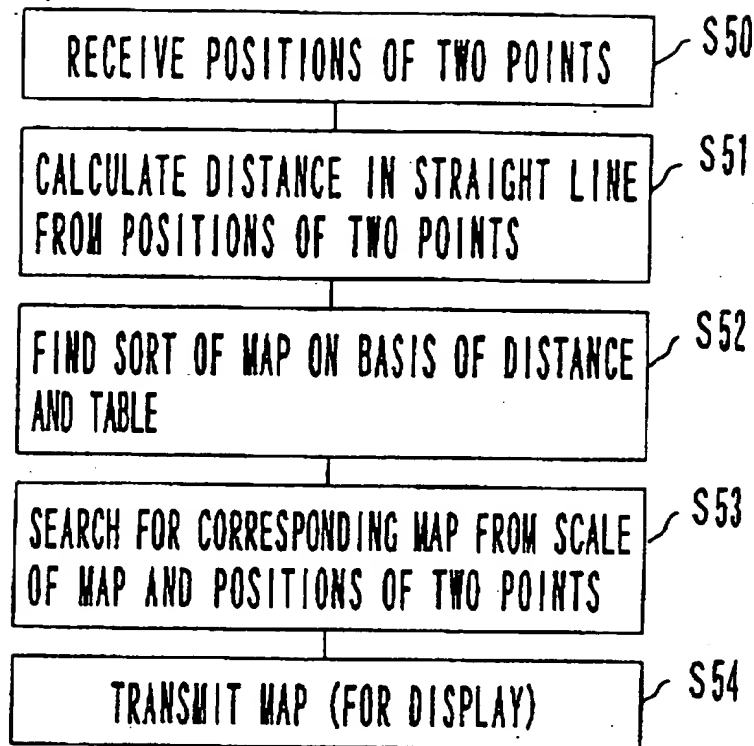 RECEIVE POSITIONS OF TWO POINTS
S50
CALCULATE DISTANCE IN STRAIGHT LINE
FROM POSITIONS OF TWO POINTS
S51
FIND SORT OF MAP ON BASIS OF DISTANCE
AND TABLE
S52
SEARCH FOR CORRESPONDING MAP FROM SCALE
OF MAP AND POSITIONS OF TWO POINTS
S53
TRANSMIT MAP (FOR DISPLAY)
S54